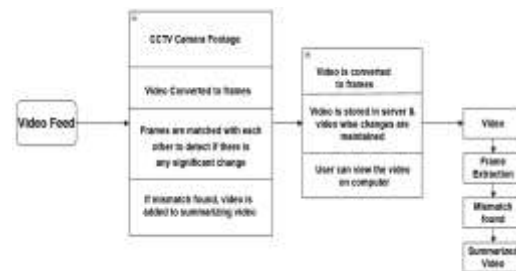 Video Feed
CCTV Camera Footage
Video Converted to frames
Frames are matched with each
other to detect if there is
any significant change
If mismatch found, video is
added to summarizing video
Video is converted
to frames
Video is stored in server &
video wise changes are
maintained
User can view the video
on computer
Video
Frame
Extraction
Mismatch
found
Summarized
Video